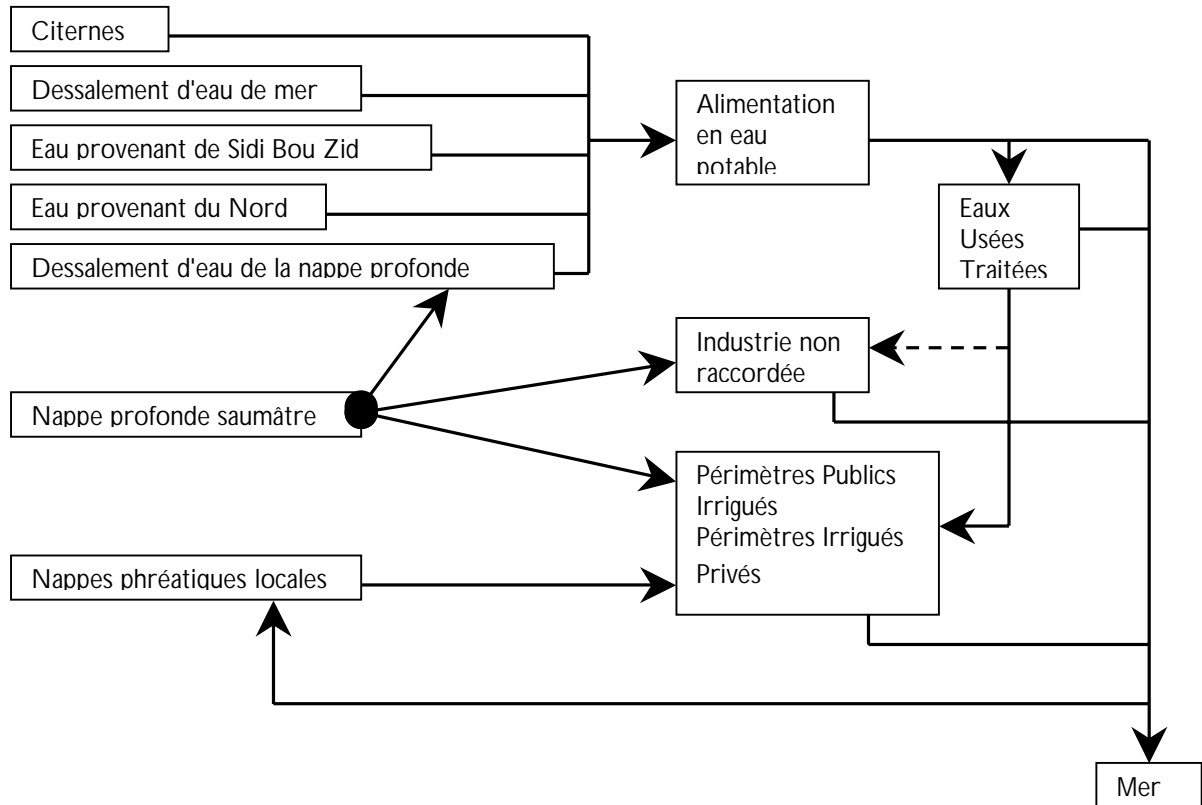 Citernes
Dessalement d'eau de mer
Eau provenant de Sidi Bou Zid
Eau provenant du Nord
Dessalement d'eau de la nappe profonde
Nappe profonde saumâtre
Nappes phréatiques locales
Alimentation
en eau
potable
Eaux
Usées
Traitées
Industrie non
raccordée
Périmètres Publics
Irrigués
Périmètres Irrigués
Privés
Mer